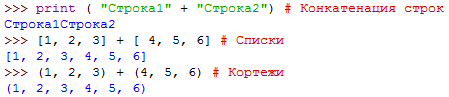 >>> print ( "Строка1" + "Строка2") # Конкатенация строк
Строка1Строка2
>>> [1, 2, 3] + [ 4, 5, 6] # Списки
[1, 2, 3, 4, 5, 6]
>>> (1, 2, 3) + (4, 5, 6) # Кортежи
(1, 2, 3, 4, 5, 6)